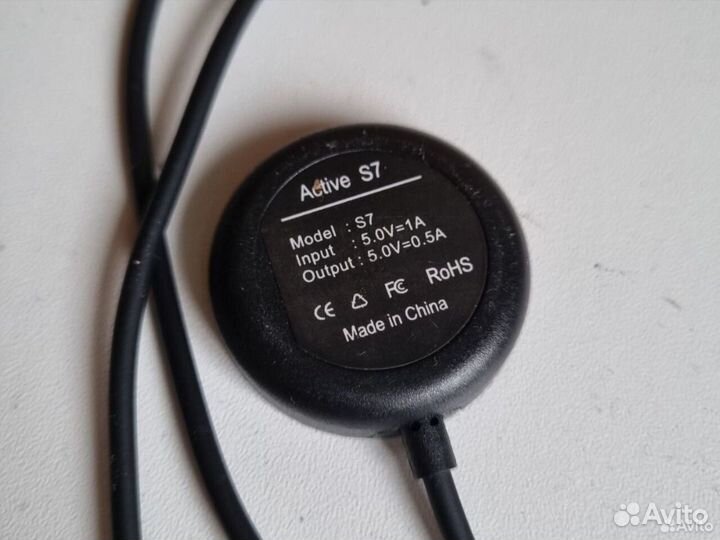 Active S7
Model : S7
Input : 5.0V=1A
Output : 5.0V=0.5A
CE FC RoHS
Made in China
Avito
Avito